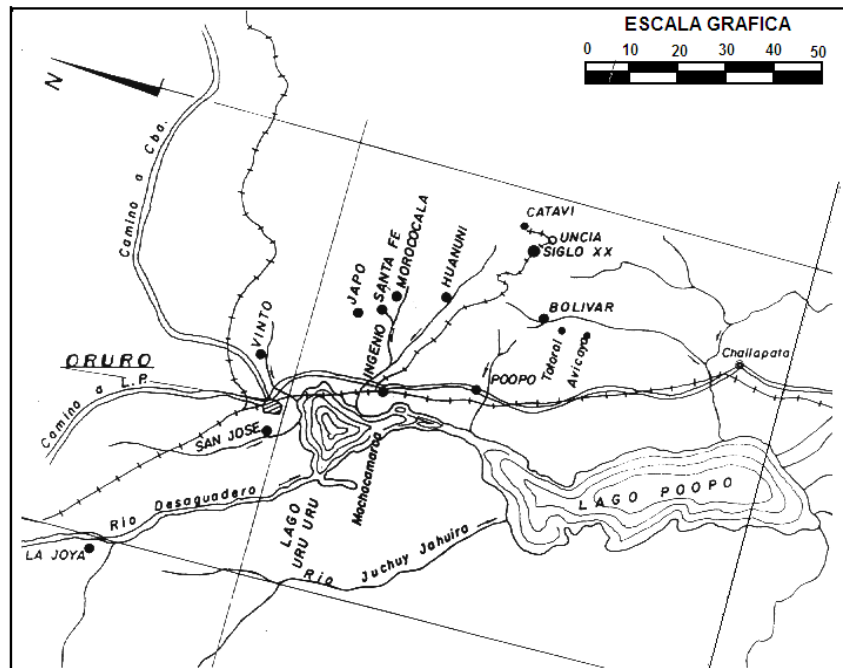 ESCALA GRAFICA
0 10 20 30 40 50
N
Camino a Cba.
CATAVI
UNCIA
SIGLO XX
JAPO
SANTA FE
MOROCOCALA
HUANUNI
BOLIVAR
Totoral
Avicaya
VINTO
INGENIO
ORURO
Challapata
POOPO
Camino a L.P.
SAN JOSE
Machacamarca
LAGO POOPO
Rio Desaguadero
LAGO
URU URU
LA JOYA
Rio Juchuy Jahuira